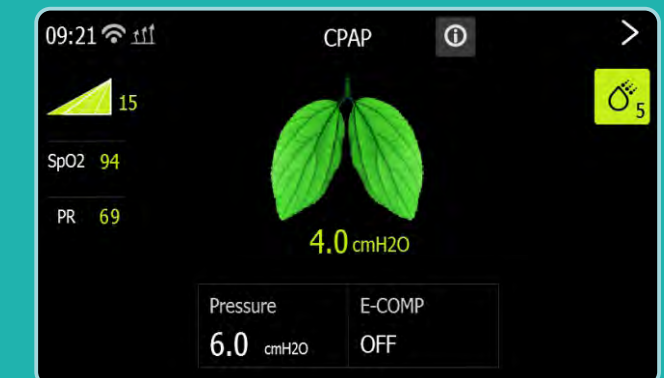 09:21 CPAP
15
5
SpO2 94
PR 69
4.0 cmH2O
Pressure E-COMP
6.0 cmH2O OFF